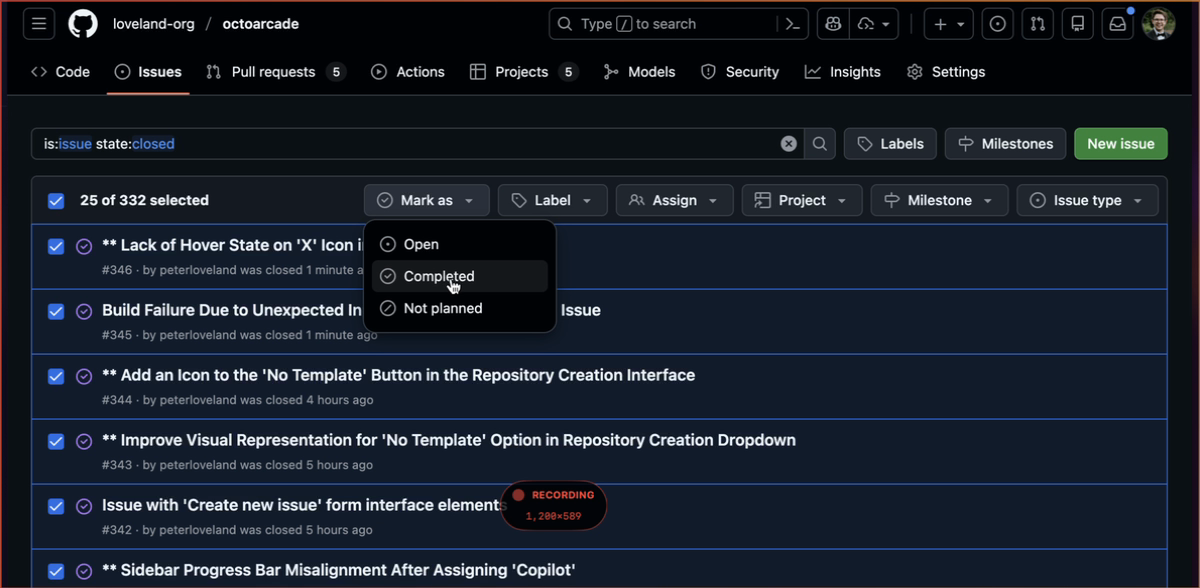 loveland-org / octoarcade
Type / to search
Code Issues Pull requests 5 Actions Projects 5 Models Security Insights Settings
is:issue state:closed
Labels Milestones New issue
25 of 332 selected Mark as Label Assign Project Milestone Issue type
Open
Completed
Not planned
** Lack of Hover State on 'X' Icon
#346 · by peterloveland was closed 1 minute
Build Failure Due to Unexpected Issue
#345 · by peterloveland was closed 1 minute ago
** Add an Icon to the 'No Template' Button in the Repository Creation Interface
#344 · by peterloveland was closed 4 hours ago
** Improve Visual Representation for 'No Template' Option in Repository Creation Dropdown
#343 · by peterloveland was closed 5 hours ago
Issue with 'Create new issue' form interface elements
#342 · by peterloveland was closed 5 hours ago
RECORDING
1,200×589
** Sidebar Progress Bar Misalignment After Assigning 'Copilot'